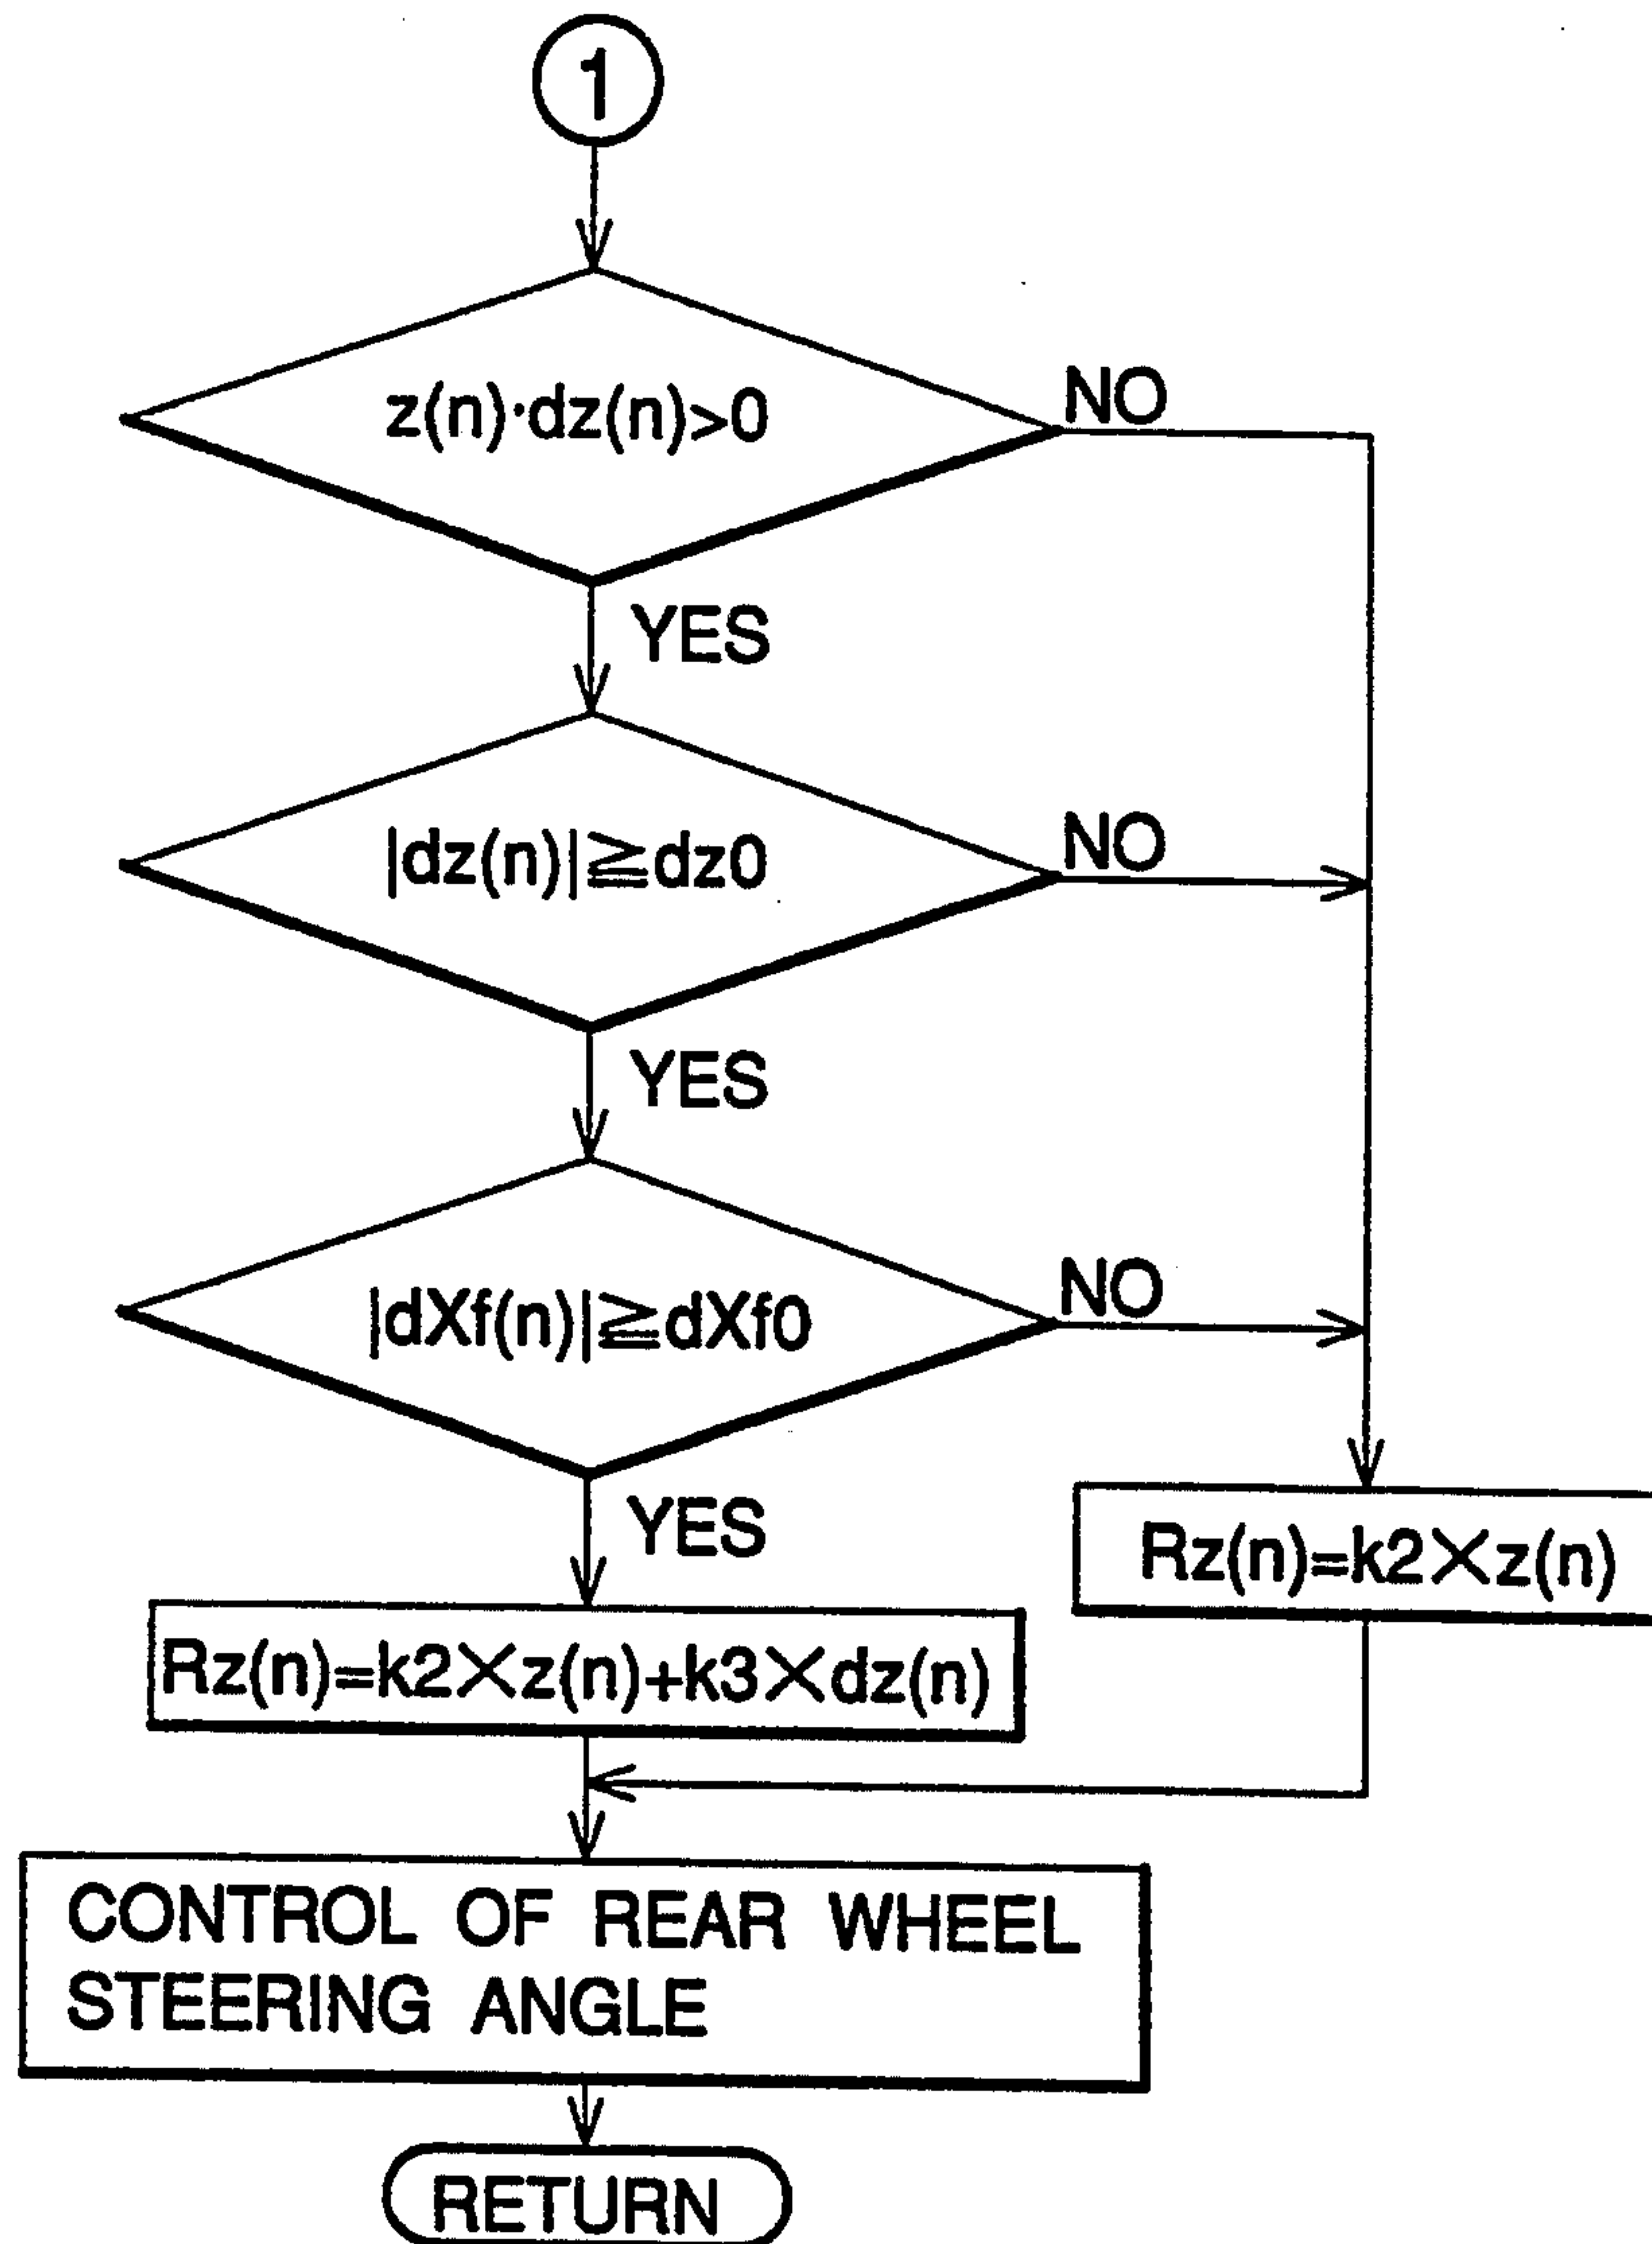 1
z(n)·dz(n)>0
NO
YES
|dz(n)|≧dz0
NO
YES
|dXf(n)|≧dXf0
NO
YES
Rz(n)=k2×z(n)
Rz(n)=k2×z(n)+k3×dz(n)
CONTROL OF REAR WHEEL
STEERING ANGLE
RETURN